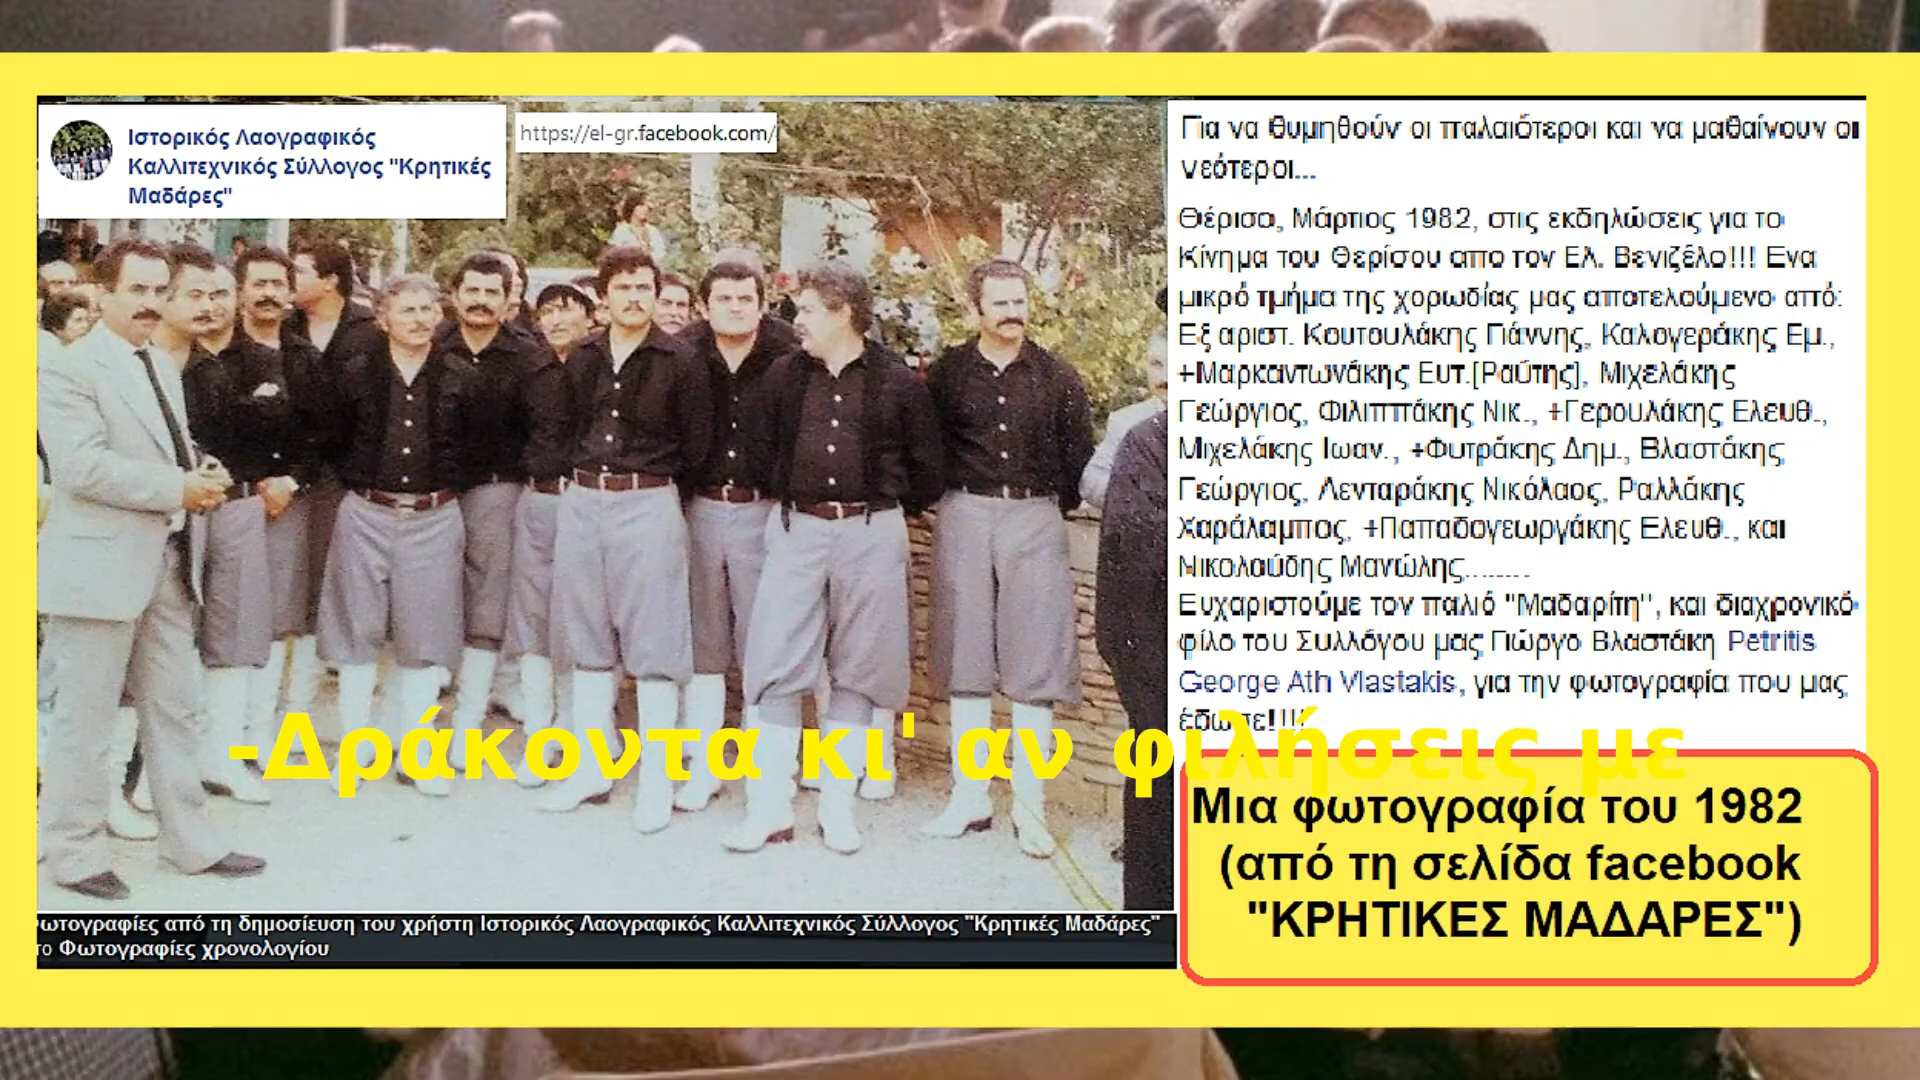 Ιστορικός Λαογραφικός
Καλλιτεχνικός Σύλλογος "Κρητικές
Μαδάρες"
https://el-gr.facebook.com/
Για να θυμηθούν οι παλαιότεροι και να μαθαίνουν οι
νεότεροι...
Θέρισο, Μάρτιος 1982, στις εκδηλώσεις για το
Κίνημα του Θερίσου απο τον Ελ. Βενιζέλο!!! Ενα
μικρό τμήμα της χορωδίας μας αποτελούμενο από:
Εξ αριστ. Κουτουλάκης Γιάννης, Καλογεράκης Εμ.,
+Μαρκαντωνάκης Ευτ.[Ραΰτης], Μιχελάκης
Γεώργιος, Φιλιππάκης Νικ., +Γερουλάκης Ελευθ.,
Μιχελάκης Ιωαν., +Φυτράκης Δημ., Βλαστάκης
Γεώργιος, Λενταράκης Νικόλαος, Ραλλάκης
Χαράλαμπος, +Παπαδογεωργάκης Ελευθ., και
Νικολούδης Μανώλης........
Ευχαριστούμε τον παλιό "Μαδαρίτη", και διαχρονικό
φίλο του Συλλόγου μας Γιώργο Βλαστάκη Petritis
George Ath Vlastakis, για την φωτογραφία που μας
έδωσε!!!!
-Δράκοντα κι' αν φιλήσεις με
Μια φωτογραφία του 1982
(από τη σελίδα facebook
"ΚΡΗΤΙΚΕΣ ΜΑΔΑΡΕΣ")
φωτογραφίες από τη δημοσίευση του χρήστη Ιστορικός Λαογραφικός Καλλιτεχνικός Σύλλογος "Κρητικές Μαδάρες"
το Φωτογραφίες χρονολογίου